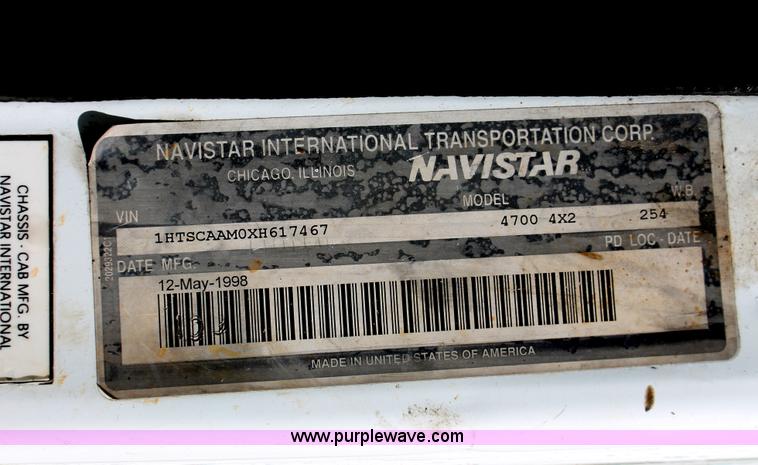 NAVISTAR INTERNATIONAL TRANSPORTATION CORP.
CHICAGO, ILLINOIS NAVISTAR
VIN MODEL W.B.
1HTSCAAM0XH617467 4700 4X2 254
DATE MFG. PD LOC - DATE
12-May-1998
MADE IN UNITED STATES OF AMERICA
2029322C1
CHASSIS - CAB MFG. BY
NAVISTAR INTERNATIONAL
www.purplewave.com